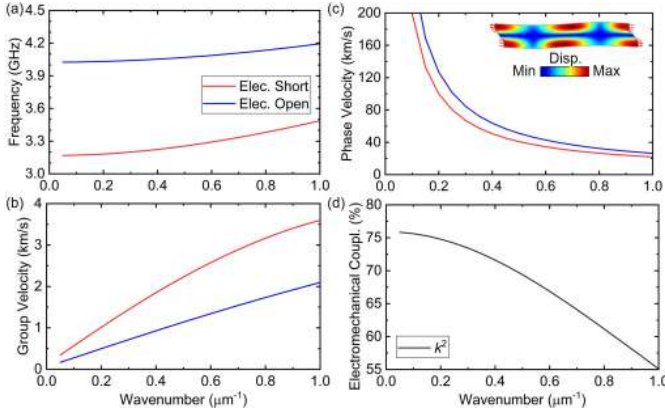 (a)
4.5
4.2
3.9
3.6
3.3
3.0
Frequency (GHz)
Elec. Short
Elec. Open
0.0 0.2 0.4 0.6 0.8 1.0
(c)
200
160
120
80
40
0
Phase Velocity (km/s)
Disp.
Min Max
0.0 0.2 0.4 0.6 0.8 1.0
(b)
4
3
2
1
0
Group Velocity (km/s)
0.0 0.2 0.4 0.6 0.8 1.0
Wavenumber (μm⁻¹)
(d)
80
75
70
65
60
55
Electromechanical Coupl. (%)
k²
0.0 0.2 0.4 0.6 0.8 1.0
Wavenumber (μm⁻¹)